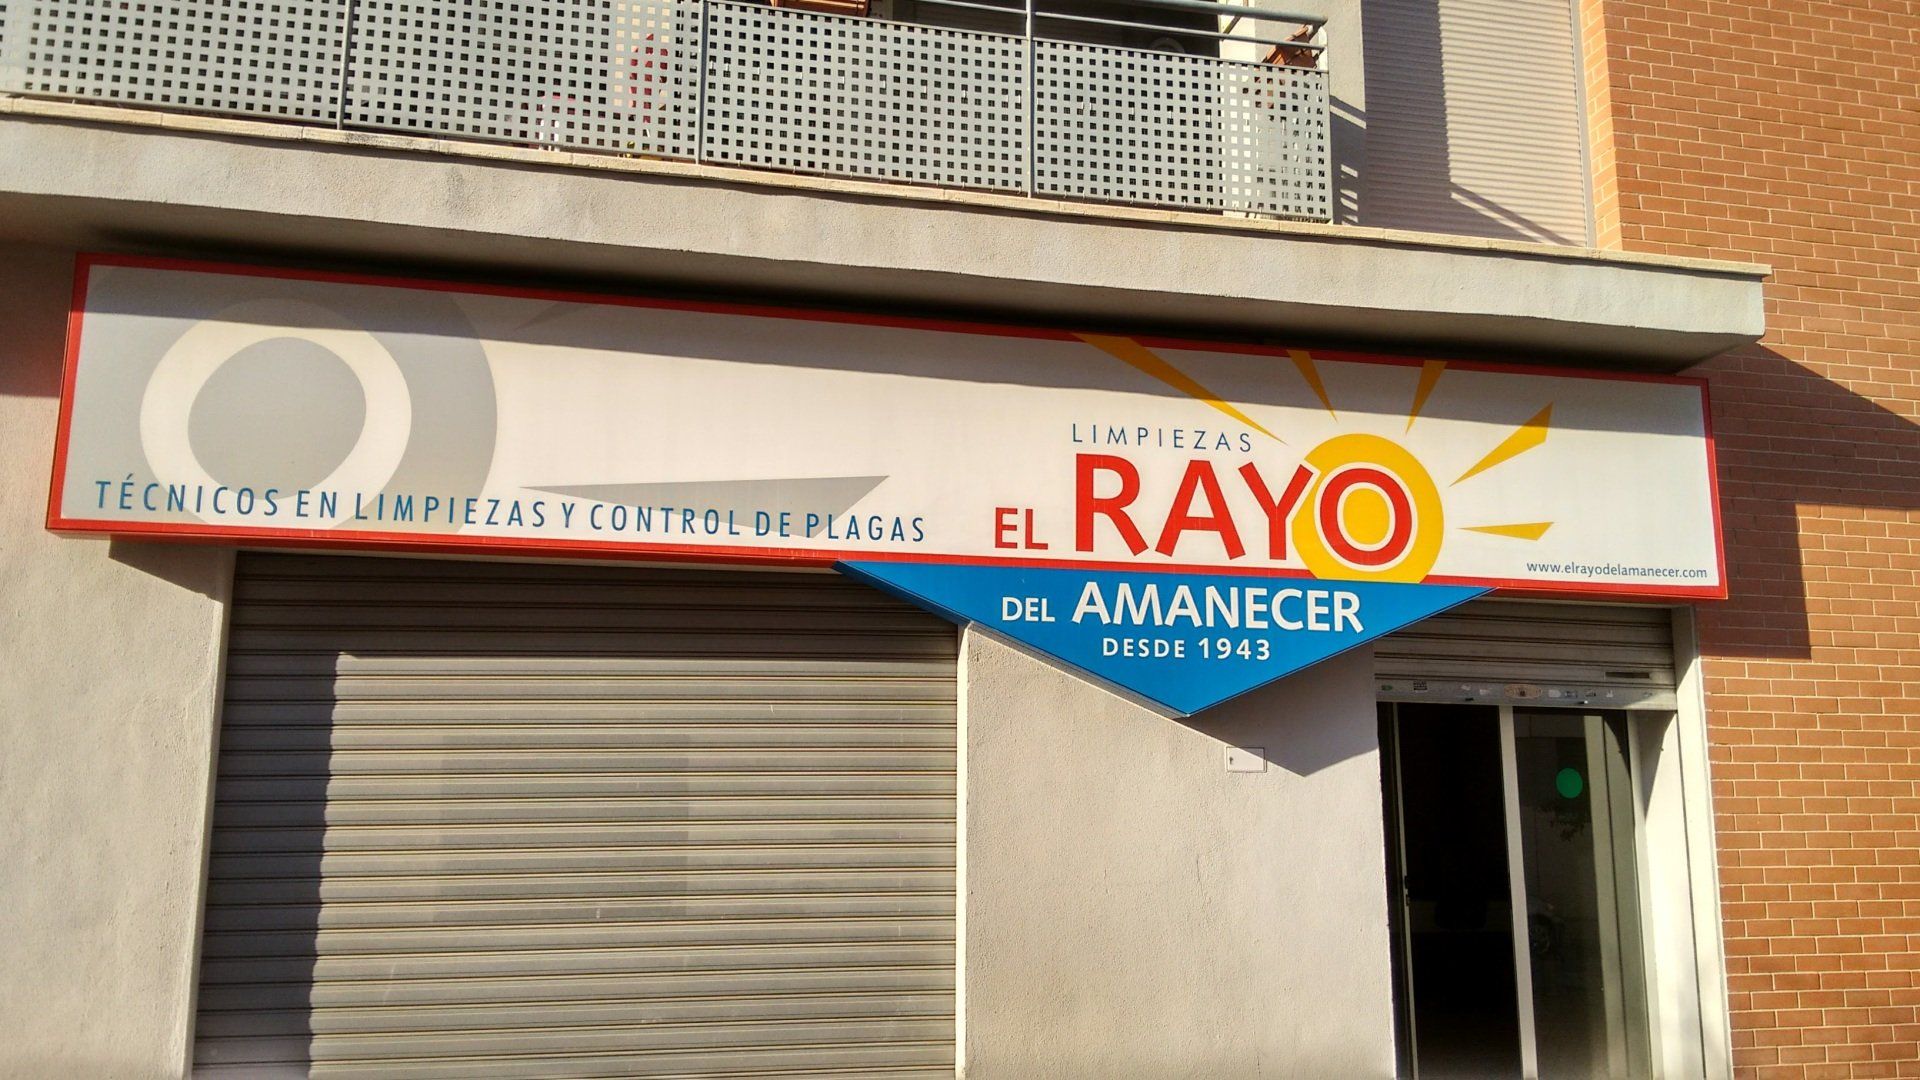 TÉCNICOS EN LIMPIEZAS Y CONTROL DE PLAGAS
LIMPIEZAS
EL RAYO
DEL AMANECER
DESDE 1943
www.elrayodelamanecer.com